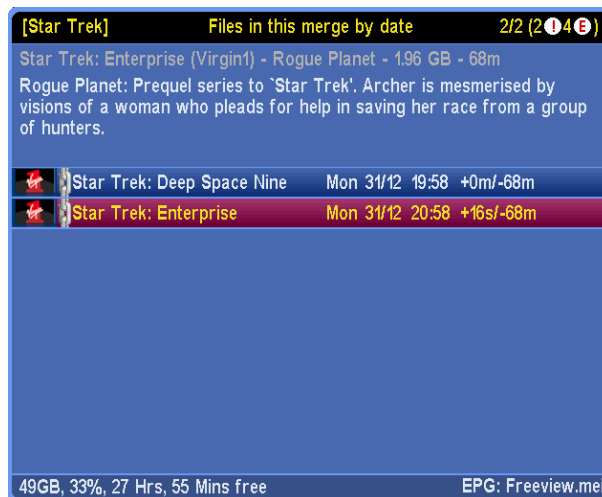 [Star Trek] Files in this merge by date 2/2 (2!4E)
Star Trek: Enterprise (Virgin1) - Rogue Planet - 1.96 GB - 68m
Rogue Planet: Prequel series to `Star Trek'. Archer is mesmerised by
visions of a woman who pleads for help in saving her race from a group
of hunters.
Star Trek: Deep Space Nine Mon 31/12 19:58 +0m/-68m
Star Trek: Enterprise Mon 31/12 20:58 +16s/-68m
49GB, 33%, 27 Hrs, 55 Mins free EPG: Freeview.mei